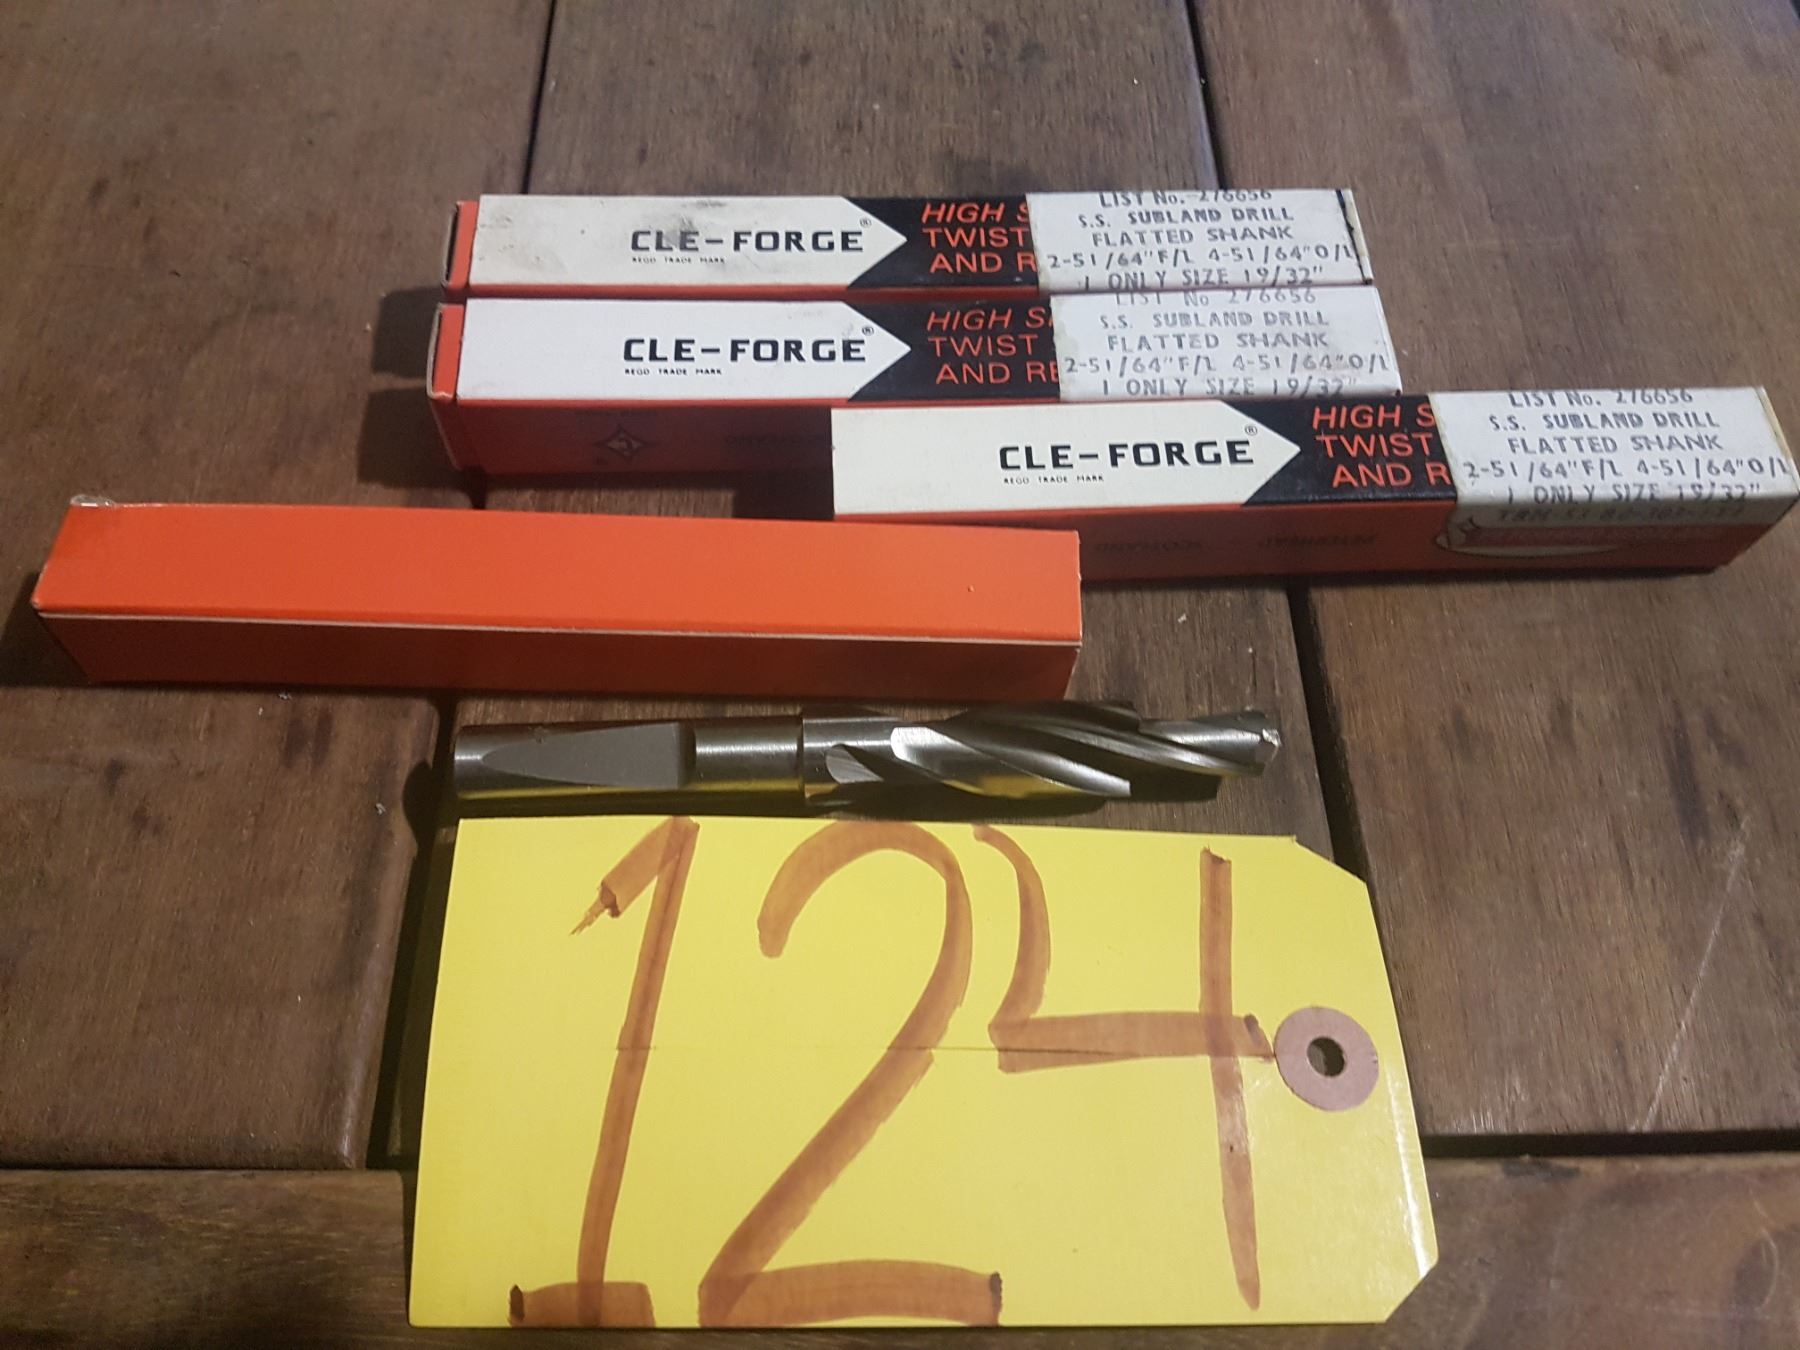 CLE-FORGE®
REGD TRADE MARK
HIGH S
TWIST
AND R
LIST No. 276656
S.S. SUBLAND DRILL
FLATTED SHANK
2-51/64"F/L 4-51/64"O/L
1 ONLY SIZE 19/32"
CLE-FORGE®
REGD TRADE MARK
HIGH S
TWIST
AND RE
LIST No 276656
S.S. SUBLAND DRILL
FLATTED SHANK
2-51/64"F/L 4-51/64"O/L
1 ONLY SIZE 19/32"
CLE-FORGE®
REGD TRADE MARK
HIGH S
TWIST
AND R
LIST No. 276656
S.S. SUBLAND DRILL
FLATTED SHANK
2-51/64"F/L 4-51/64"O/L
1 ONLY SIZE 19/32"
PETERHEAD - SCOTLAND
124